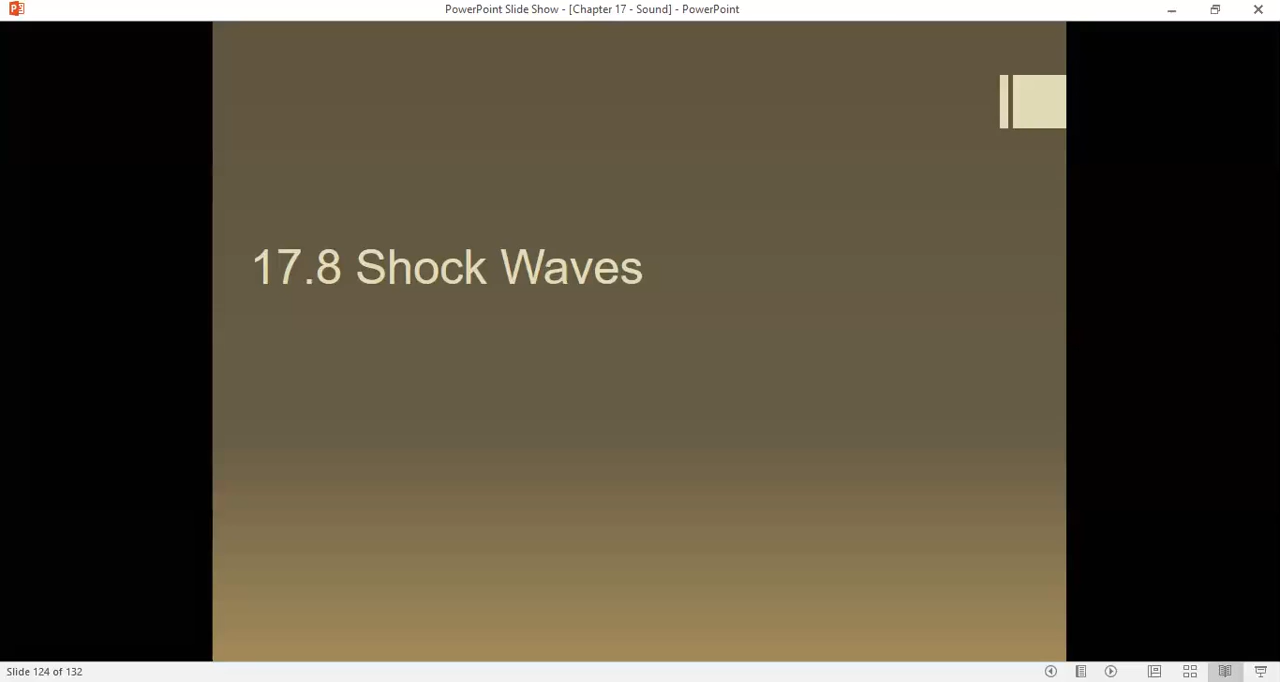 PowerPoint Slide Show - [Chapter 17 - Sound] - PowerPoint
17.8 Shock Waves
Slide 124 of 132